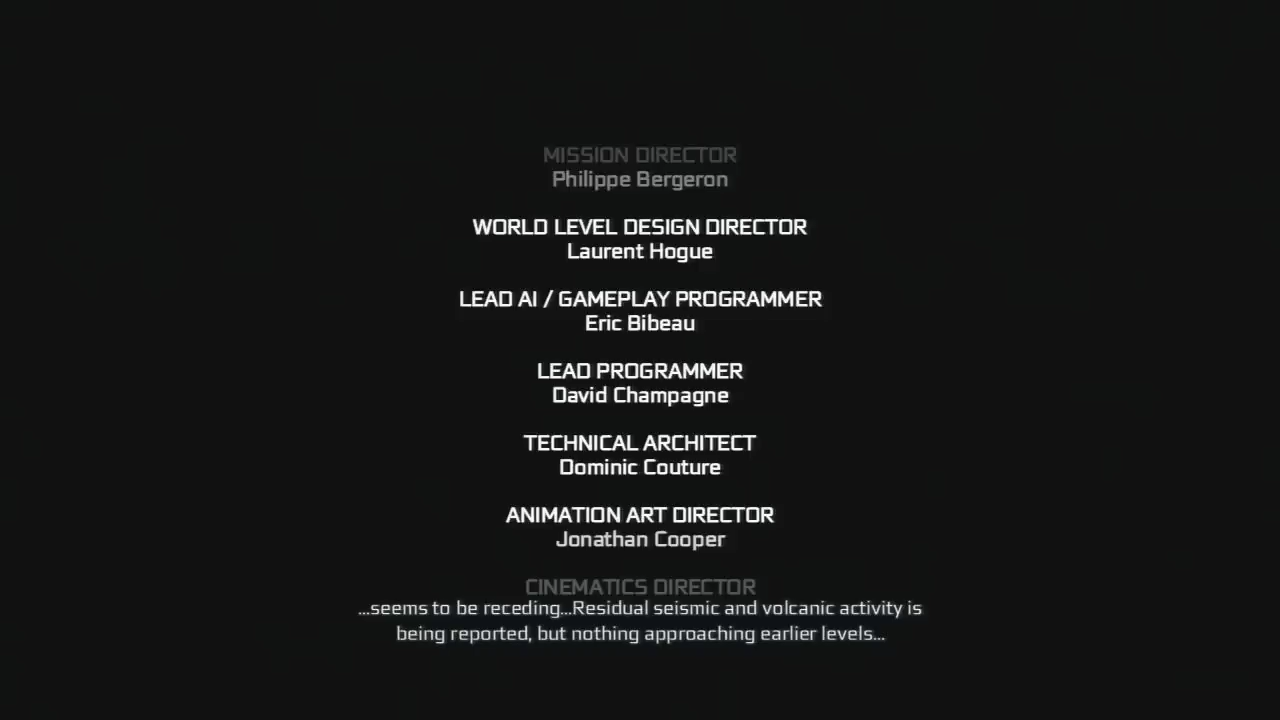 MISSION DIRECTOR
Philippe Bergeron
WORLD LEVEL DESIGN DIRECTOR
Laurent Hogue
LEAD AI / GAMEPLAY PROGRAMMER
Eric Bibeau
LEAD PROGRAMMER
David Champagne
TECHNICAL ARCHITECT
Dominic Couture
ANIMATION ART DIRECTOR
Jonathan Cooper
CINEMATICS DIRECTOR
...seems to be receding...Residual seismic and volcanic activity is
being reported, but nothing approaching earlier levels...